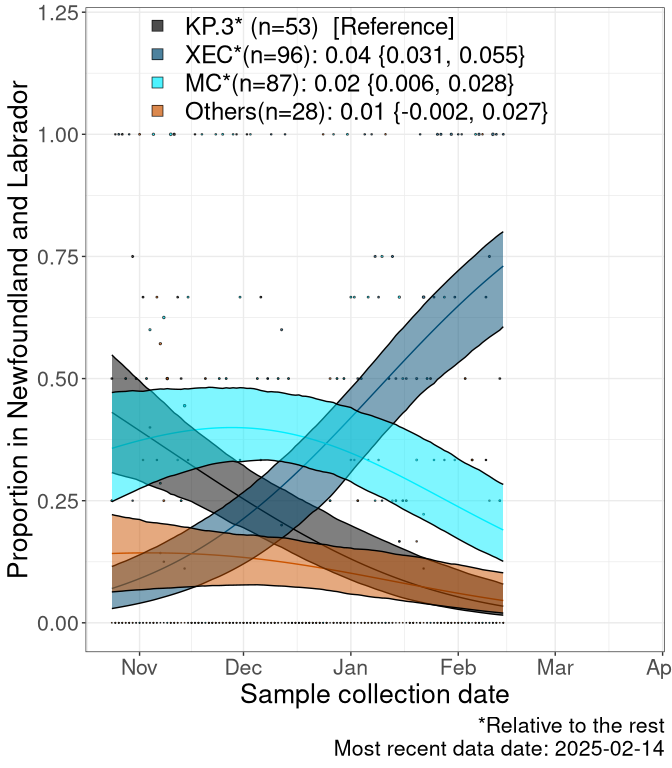 KP.3* (n=53)  [Reference]
XEC*(n=96): 0.04 {0.031, 0.055}
MC*(n=87): 0.02 {0.006, 0.028}
Others(n=28): 0.01 {-0.002, 0.027}
Proportion in Newfoundland and Labrador
1.25
1.00
0.75
0.50
0.25
0.00
Nov Dec Jan Feb Mar Ap
Sample collection date
*Relative to the rest
Most recent data date: 2025-02-14